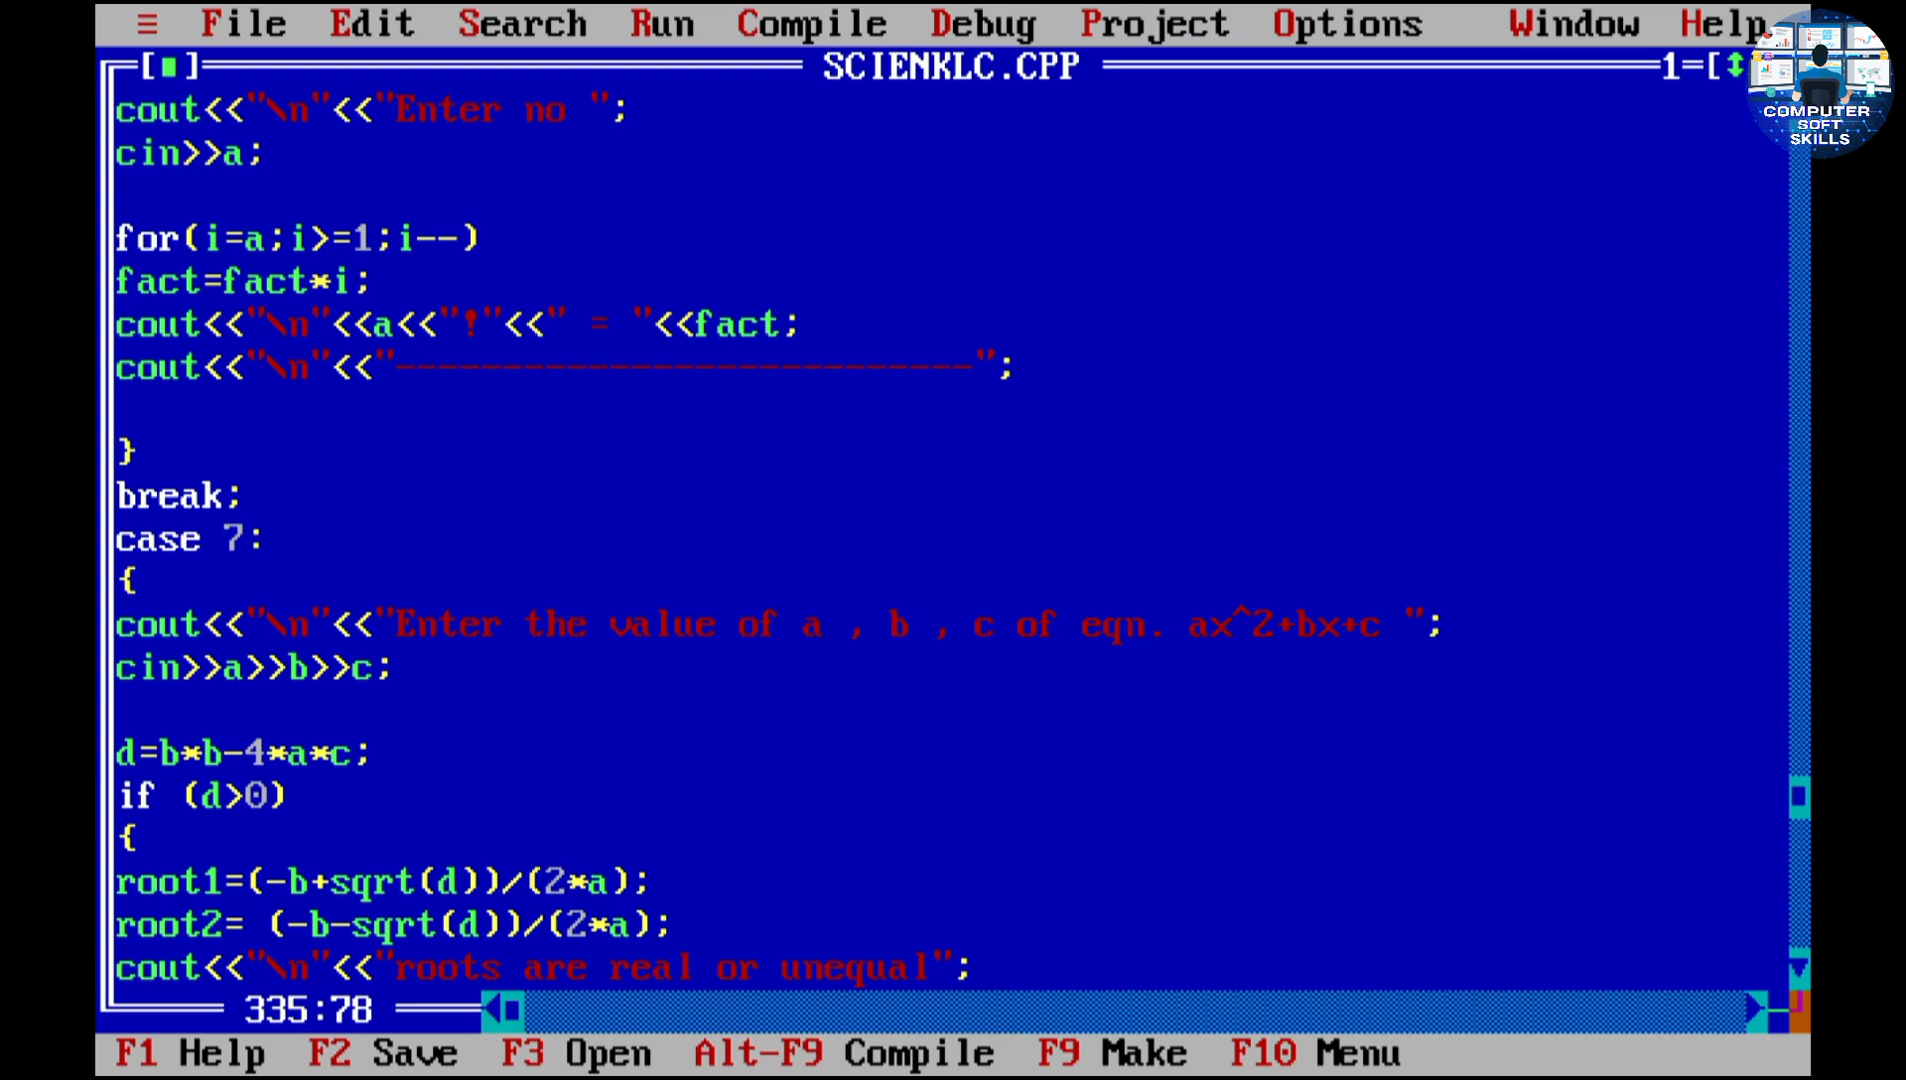 ≡ File Edit Search Run Compile Debug Project Options Window Help
[■] SCIENKLC.CPP 1=[↕
COMPUTER
SOFT
SKILLS
cout<<"\n"<<"Enter no ";
cin>>a;
for(i=a;i>=1;i--)
fact=fact*i;
cout<<"\n"<<a<<"!"<<" = "<<fact;
cout<<"\n"<<"---------------------------";
}
break;
case 7:
{
cout<<"\n"<<"Enter the value of a , b , c of eqn. ax^2+bx+c ";
cin>>a>>b>>c;
d=b*b-4*a*c;
if (d>0)
{
root1=(-b+sqrt(d))/(2*a);
root2= (-b-sqrt(d))/(2*a);
cout<<"\n"<<"roots are real or unequal";
335:78
F1 Help F2 Save F3 Open Alt-F9 Compile F9 Make F10 Menu